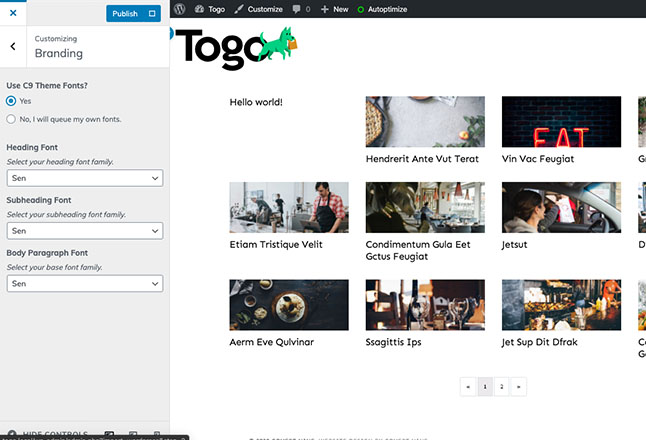 Publish
Togo
Customize
0
New
Autoptimize
Customizing
Branding
Use C9 Theme Fonts?
Yes
No, I will queue my own fonts.
Heading Font
Select your heading font family.
Sen
Subheading Font
Select your subheading font family.
Sen
Body Paragraph Font
Select your base font family.
Sen
HIDE CONTROLS
Togo
Hello world!
Hendrerit Ante Vut Terat
EAT
Vin Vac Feugiat
Etiam Tristique Velit
Condimentum Gula Eet
Gctus Feugiat
Jetsut
Aerm Eve Qulvinar
Ssagittis Ips
Jet Sup Dit Dfrak
« 1 2 »